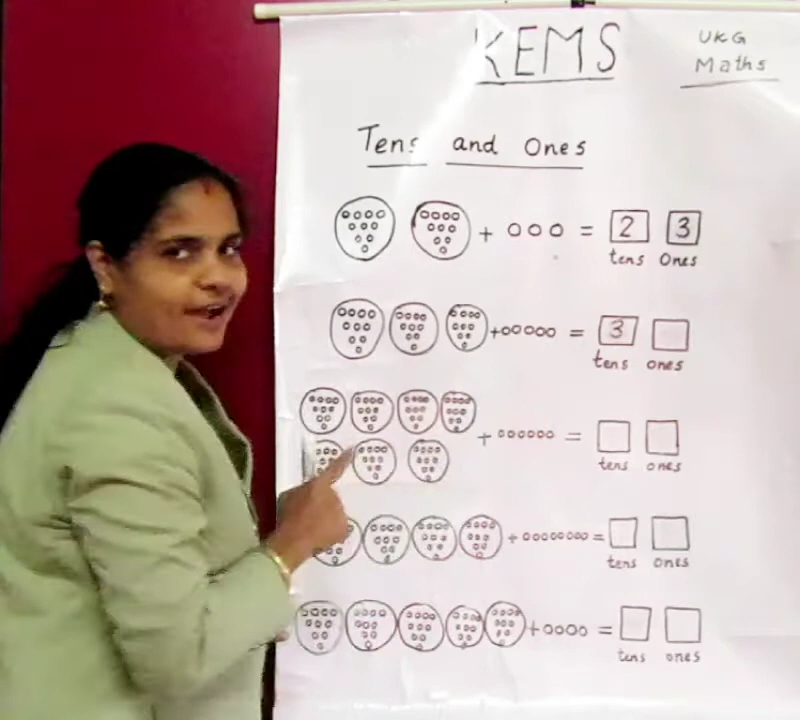 KEMS
UKG
Maths
Tens and Ones
+ = 2 3
tens Ones
+ = 3
tens ones
+ =
tens ones
+ =
tens ones
+ =
tens ones